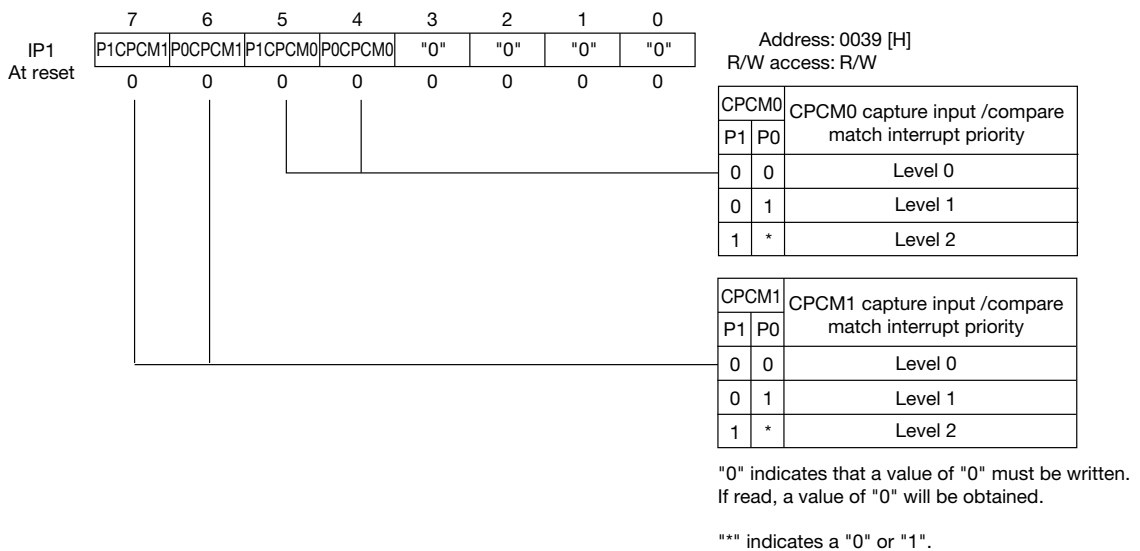 7 6 5 4 3 2 1 0
IP1 P1CPCM1 P0CPCM1 P1CPCM0 P0CPCM0 "0" "0" "0" "0"
At reset 0 0 0 0 0 0 0 0
Address: 0039 [H]
R/W access: R/W
CPCM0 CPCM0 capture input /compare
P1 P0 match interrupt priority
0 0 Level 0
0 1 Level 1
1 * Level 2
CPCM1 CPCM1 capture input /compare
P1 P0 match interrupt priority
0 0 Level 0
0 1 Level 1
1 * Level 2
"0" indicates that a value of "0" must be written.
If read, a value of "0" will be obtained.
"*" indicates a "0" or "1".